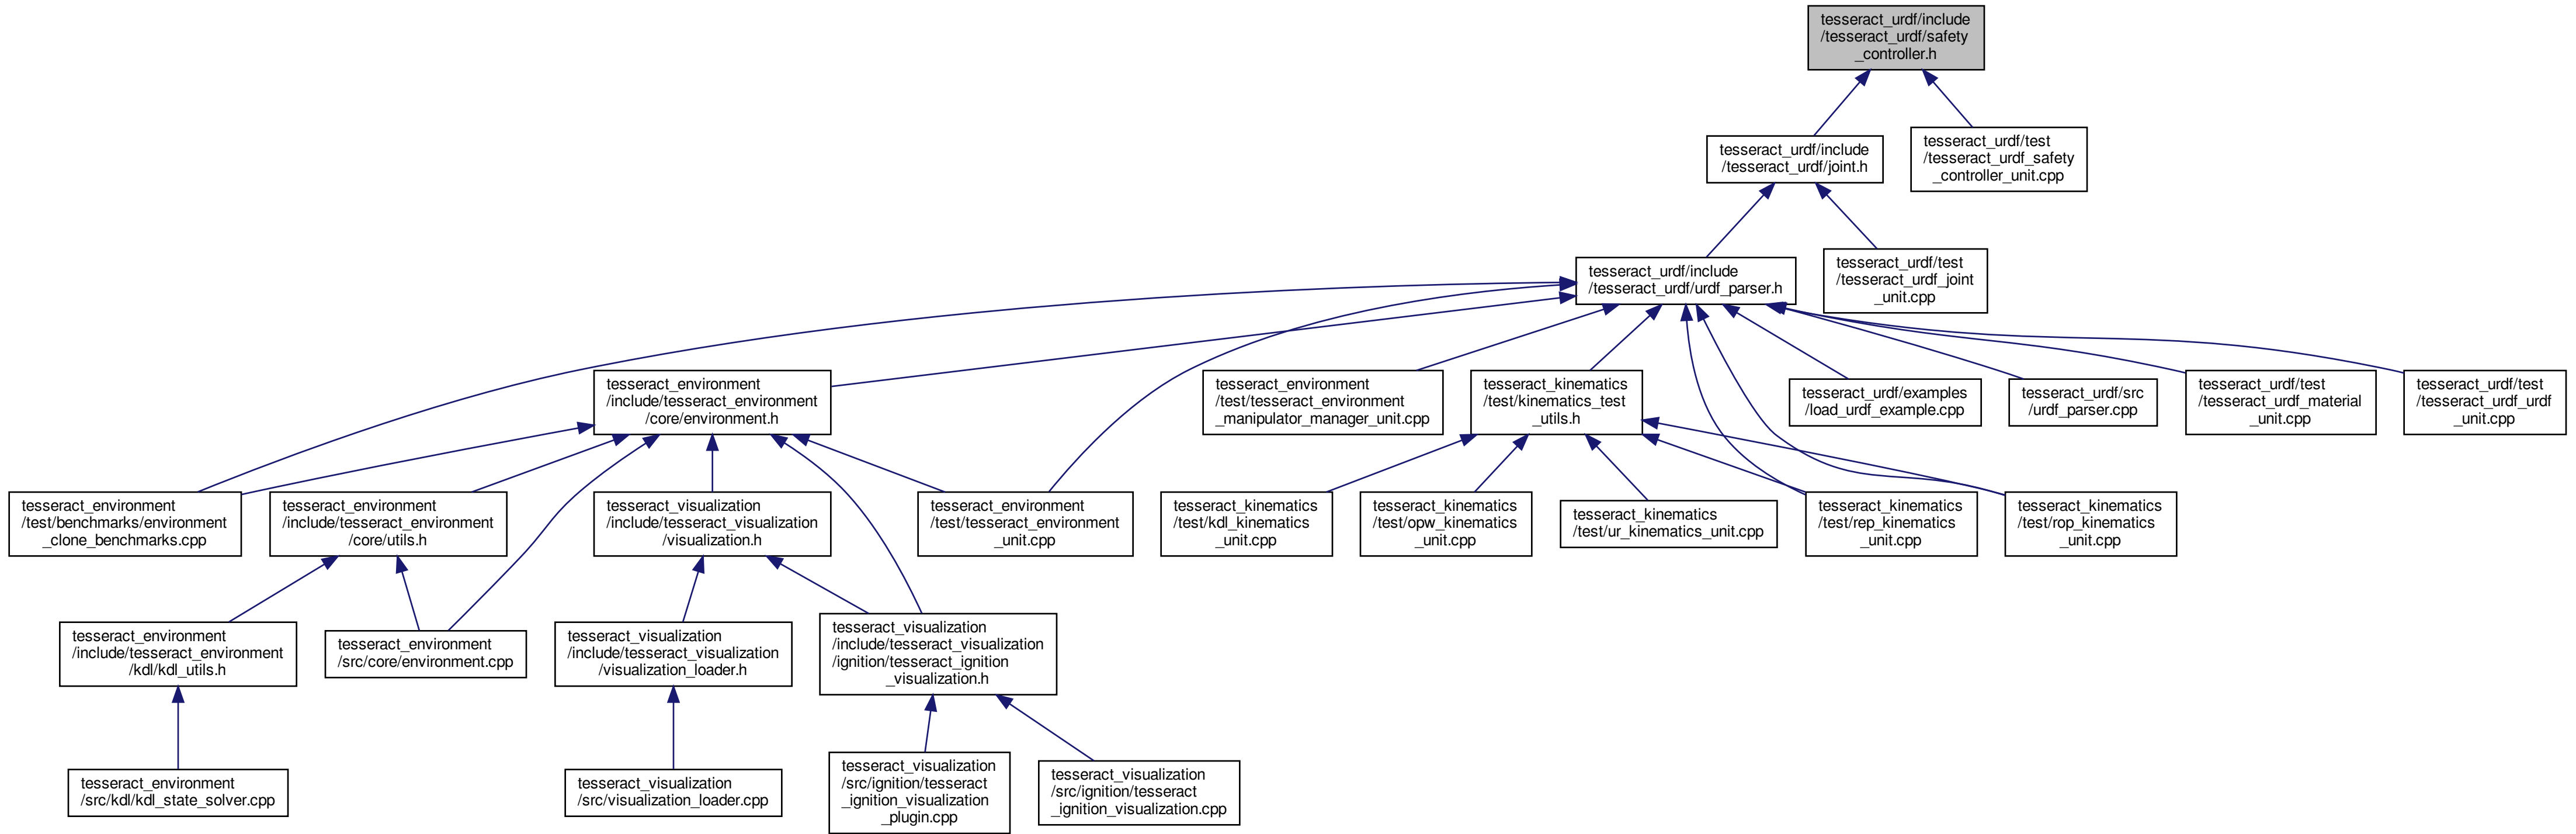 tesseract_urdf/include
/tesseract_urdf/safety
_controller.h
tesseract_urdf/include
/tesseract_urdf/joint.h
tesseract_urdf/test
/tesseract_urdf_safety
_controller_unit.cpp
tesseract_urdf/include
/tesseract_urdf/urdf_parser.h
tesseract_urdf/test
/tesseract_urdf_joint
_unit.cpp
tesseract_environment
/include/tesseract_environment
/core/environment.h
tesseract_environment
/test/tesseract_environment
_manipulator_manager_unit.cpp
tesseract_kinematics
/test/kinematics_test
_utils.h
tesseract_urdf/examples
/load_urdf_example.cpp
tesseract_urdf/src
/urdf_parser.cpp
tesseract_urdf/test
/tesseract_urdf_material
_unit.cpp
tesseract_urdf/test
/tesseract_urdf_urdf
_unit.cpp
tesseract_environment
/test/benchmarks/environment
_clone_benchmarks.cpp
tesseract_environment
/include/tesseract_environment
/core/utils.h
tesseract_visualization
/include/tesseract_visualization
/visualization.h
tesseract_environment
/test/tesseract_environment
_unit.cpp
tesseract_kinematics
/test/kdl_kinematics
_unit.cpp
tesseract_kinematics
/test/opw_kinematics
_unit.cpp
tesseract_kinematics
/test/ur_kinematics_unit.cpp
tesseract_kinematics
/test/rep_kinematics
_unit.cpp
tesseract_kinematics
/test/rop_kinematics
_unit.cpp
tesseract_environment
/include/tesseract_environment
/kdl/kdl_utils.h
tesseract_environment
/src/core/environment.cpp
tesseract_visualization
/include/tesseract_visualization
/visualization_loader.h
tesseract_visualization
/include/tesseract_visualization
/ignition/tesseract_ignition
_visualization.h
tesseract_environment
/src/kdl/kdl_state_solver.cpp
tesseract_visualization
/src/visualization_loader.cpp
tesseract_visualization
/src/ignition/tesseract
_ignition_visualization
_plugin.cpp
tesseract_visualization
/src/ignition/tesseract
_ignition_visualization.cpp